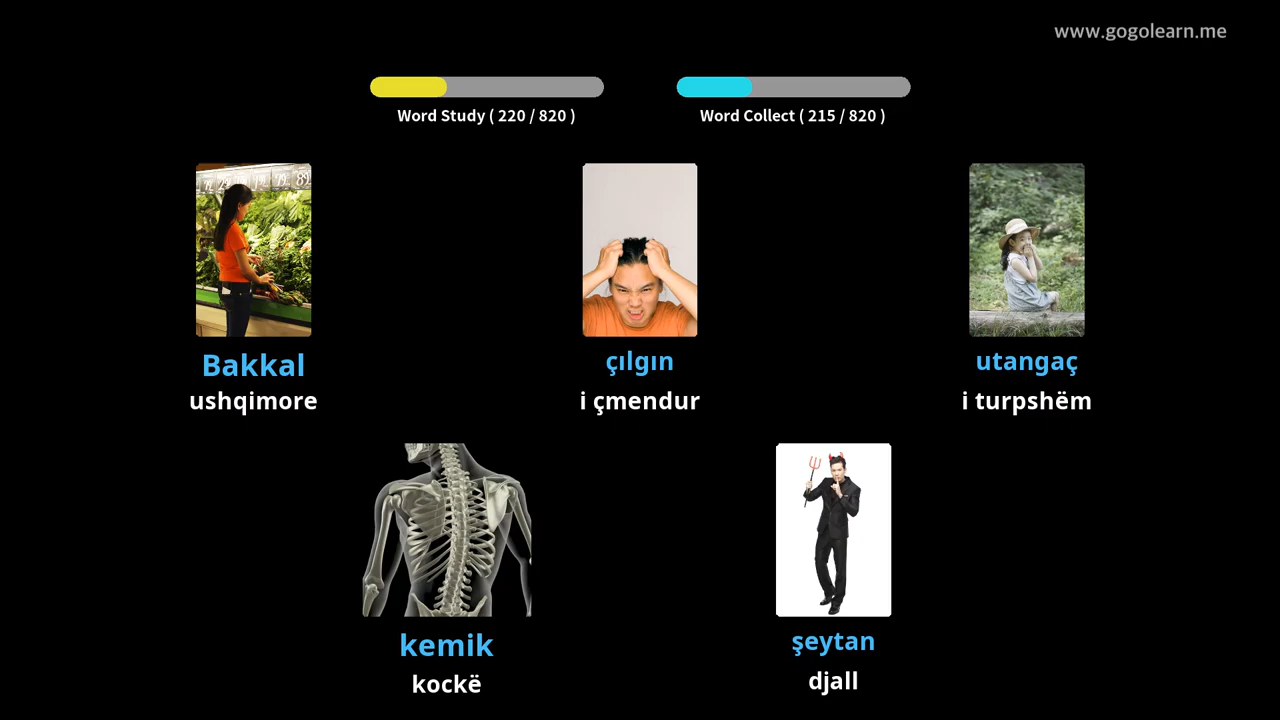 www.gogolearn.me
Word Study ( 220 / 820 )
Word Collect ( 215 / 820 )
Bakkal
ushqimore
çılgın
i çmendur
utangaç
i turpshëm
kemik
kockë
şeytan
djall